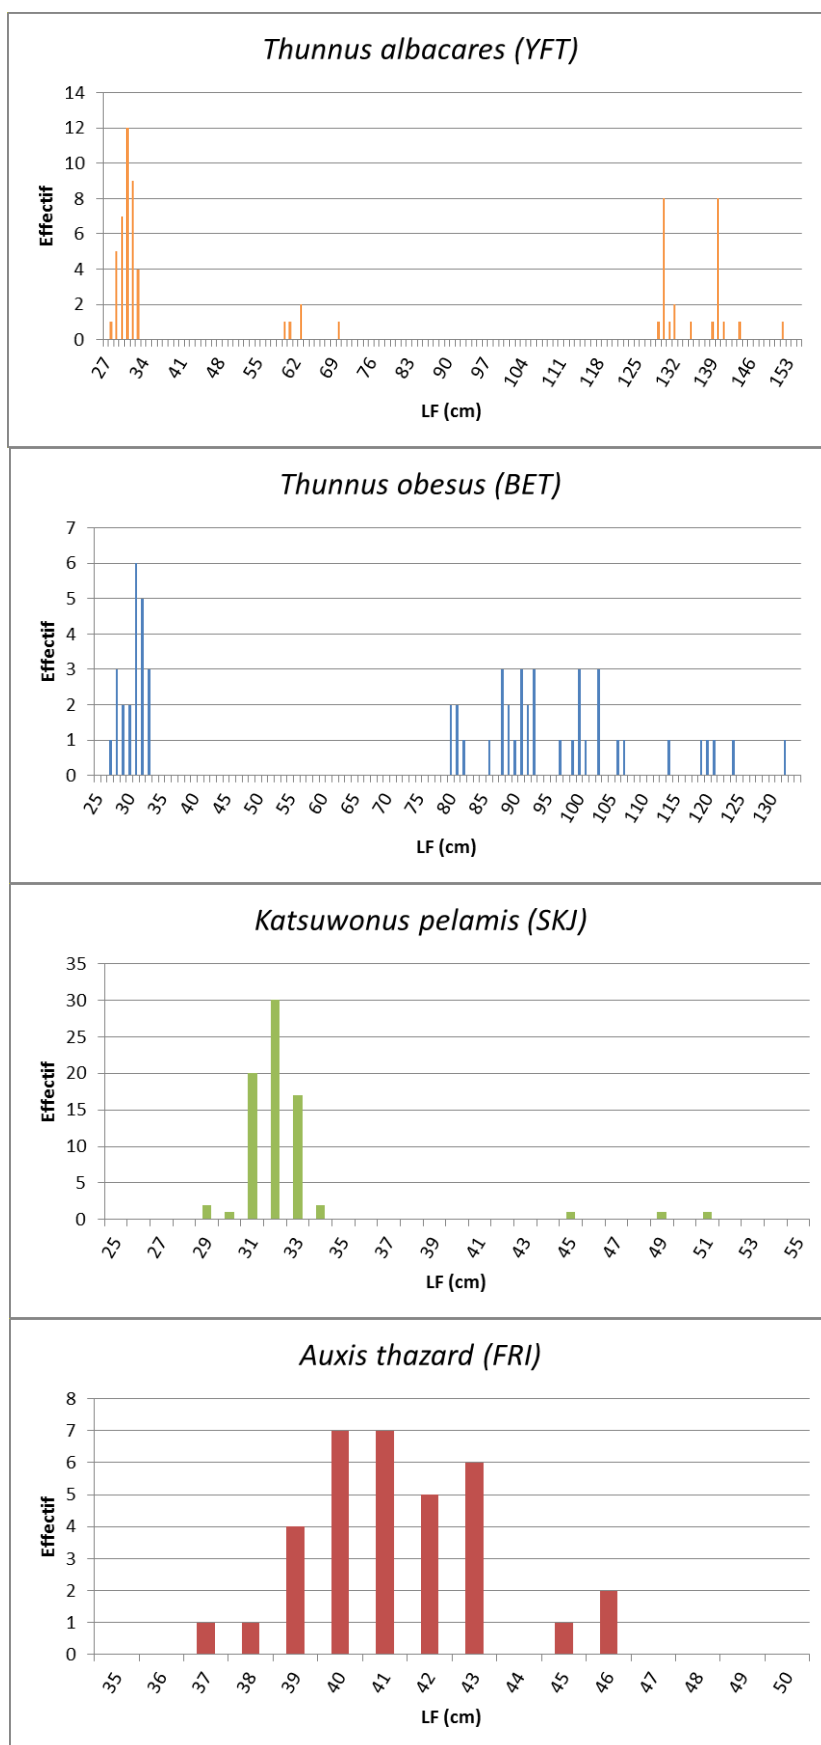 Thunnus albacares (YFT)
14
12
10
8
6
4
2
0
Effectif
27 34 41 48 55 62 69 76 83 90 97 104 111 118 125 132 139 146 153
LF (cm)
Thunnus obesus (BET)
7
6
5
4
3
2
1
0
Effectif
25 30 35 40 45 50 55 60 65 70 75 80 85 90 95 100 105 110 115 120 125 130
LF (cm)
Katsuwonus pelamis (SKJ)
35
30
25
20
15
10
5
0
Effectif
25 27 29 31 33 35 37 39 41 43 45 47 49 51 53 55
LF (cm)
Auxis thazard (FRI)
8
7
6
5
4
3
2
1
0
Effectif
35 36 37 38 39 40 41 42 43 44 45 46 47 48 49 50
LF (cm)